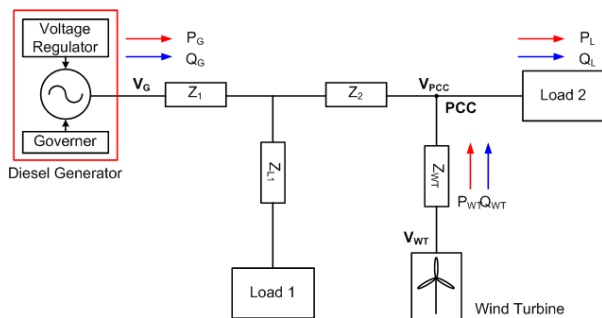 Voltage
Regulator
Governer
Diesel Generator
P_G
Q_G
V_G
Z_1
Z_2
Z_L1
Load 1
V_PCC
PCC
P_L
Q_L
Load 2
Z_WT
P_WT Q_WT
V_WT
Wind Turbine